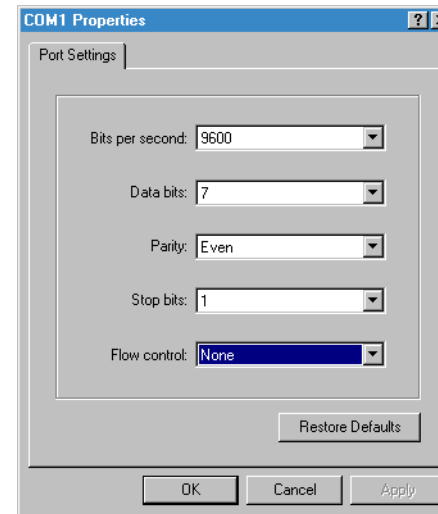 COM1 Properties
Port Settings
Bits per second: 9600
Data bits: 7
Parity: Even
Stop bits: 1
Flow control: None
Restore Defaults
OK Cancel Apply